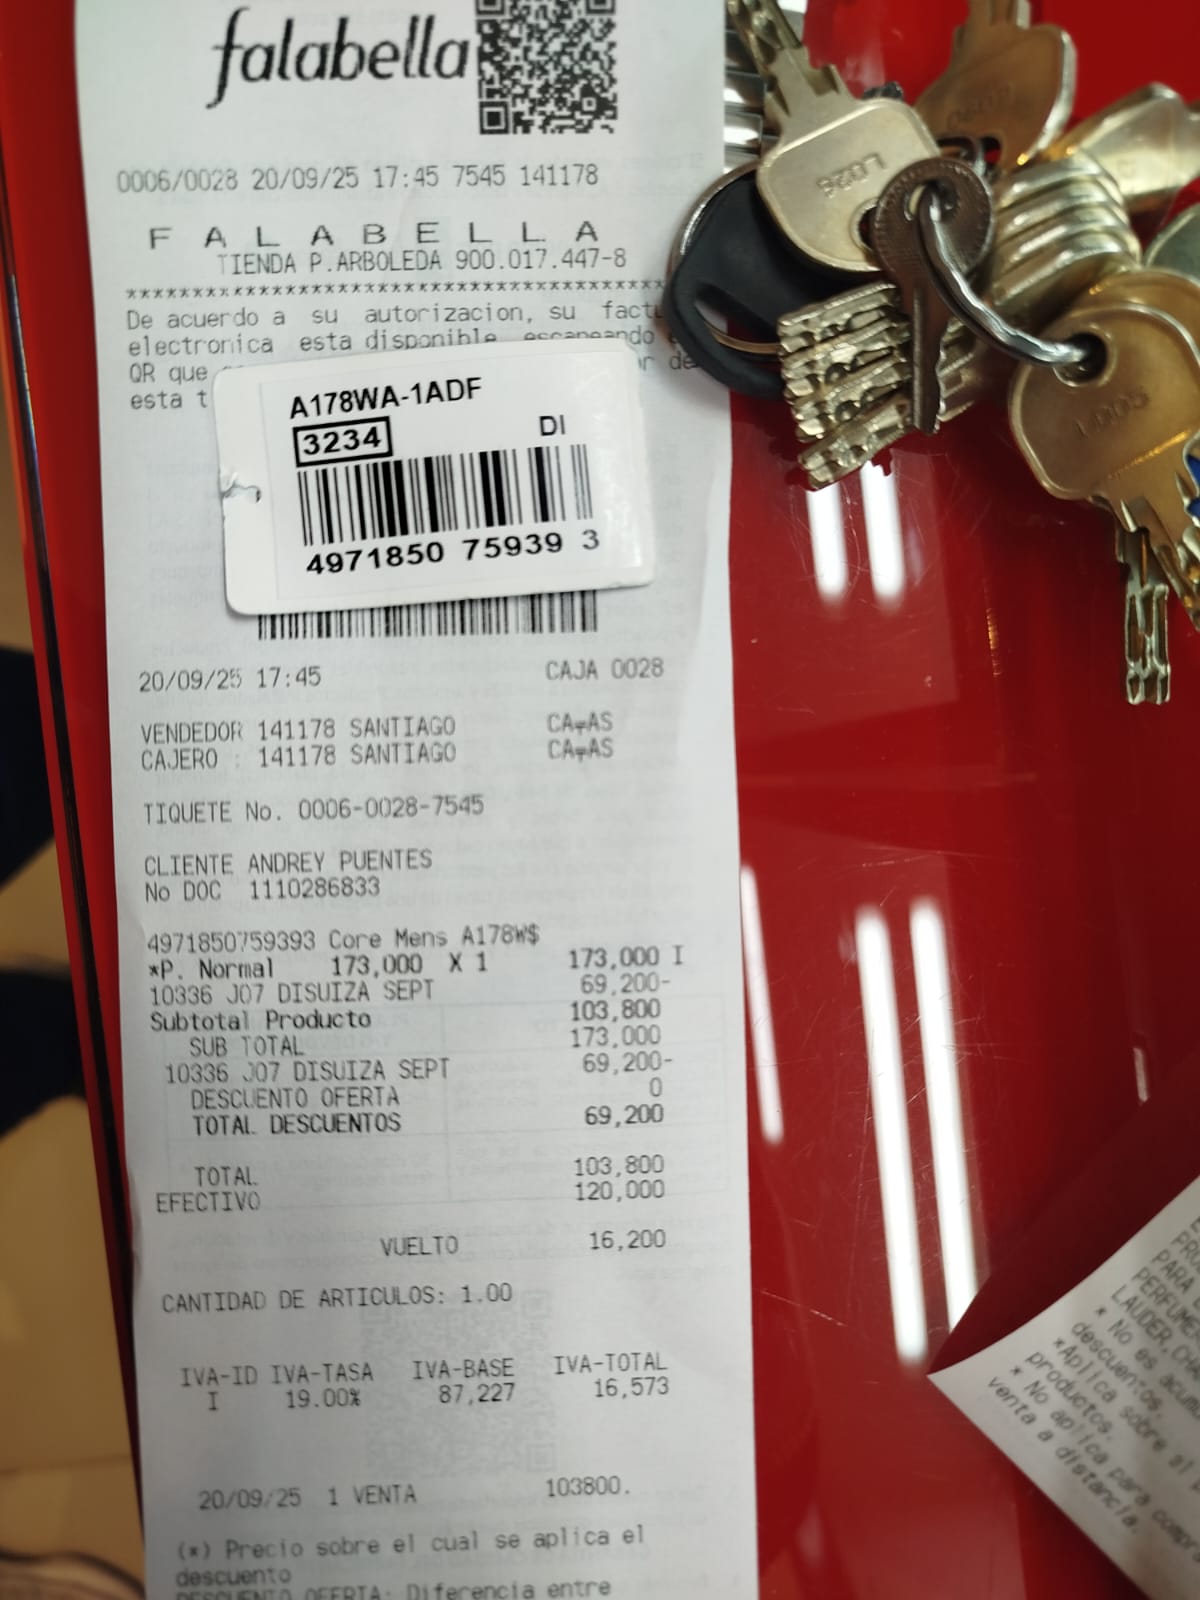 falabella
0006/0028 20/09/25 17:45 7545 141178
F A L A B E L L A
TIENDA P.ARBOLEDA 900.017.447-8
****************************************
De acuerdo a su autorizacion, su factu
electronica esta disponible escaneando
QR que
esta t
A178WA-1ADF
3234 DI
4971850 75939 3
20/09/25 17:45 CAJA 0028
VENDEDOR 141178 SANTIAGO
CAJERO : 141178 SANTIAGO
TIQUETE No. 0006-0028-7545
CLIENTE ANDREY PUENTES
No DOC 1110286833
4971850759393 Core Mens A178W$
*P. Normal 173,000 X 1 173,000 I
10336 J07 DISUIZA SEPT 69,200-
Subtotal Producto 103,800
SUB TOTAL 173,000
10336 J07 DISUIZA SEPT 69,200-
DESCUENTO OFERTA 0
TOTAL DESCUENTOS 69,200
TOTAL 103,800
EFECTIVO 120,000
VUELTO 16,200
CANTIDAD DE ARTICULOS: 1.00
IVA-ID IVA-TASA IVA-BASE IVA-TOTAL
I 19.00% 87,227 16,573
20/09/25 1 VENTA 103800.
(*) Precio sobre el cual se aplica el
descuento
DESCUENTO OFERTA: Diferencia entre
PARA
PERFUME
LAUDER,
* No es acum
descuentos.
*Aplica sobre el
productos.
* No aplica para compr
venta a distancia.
L026
L005